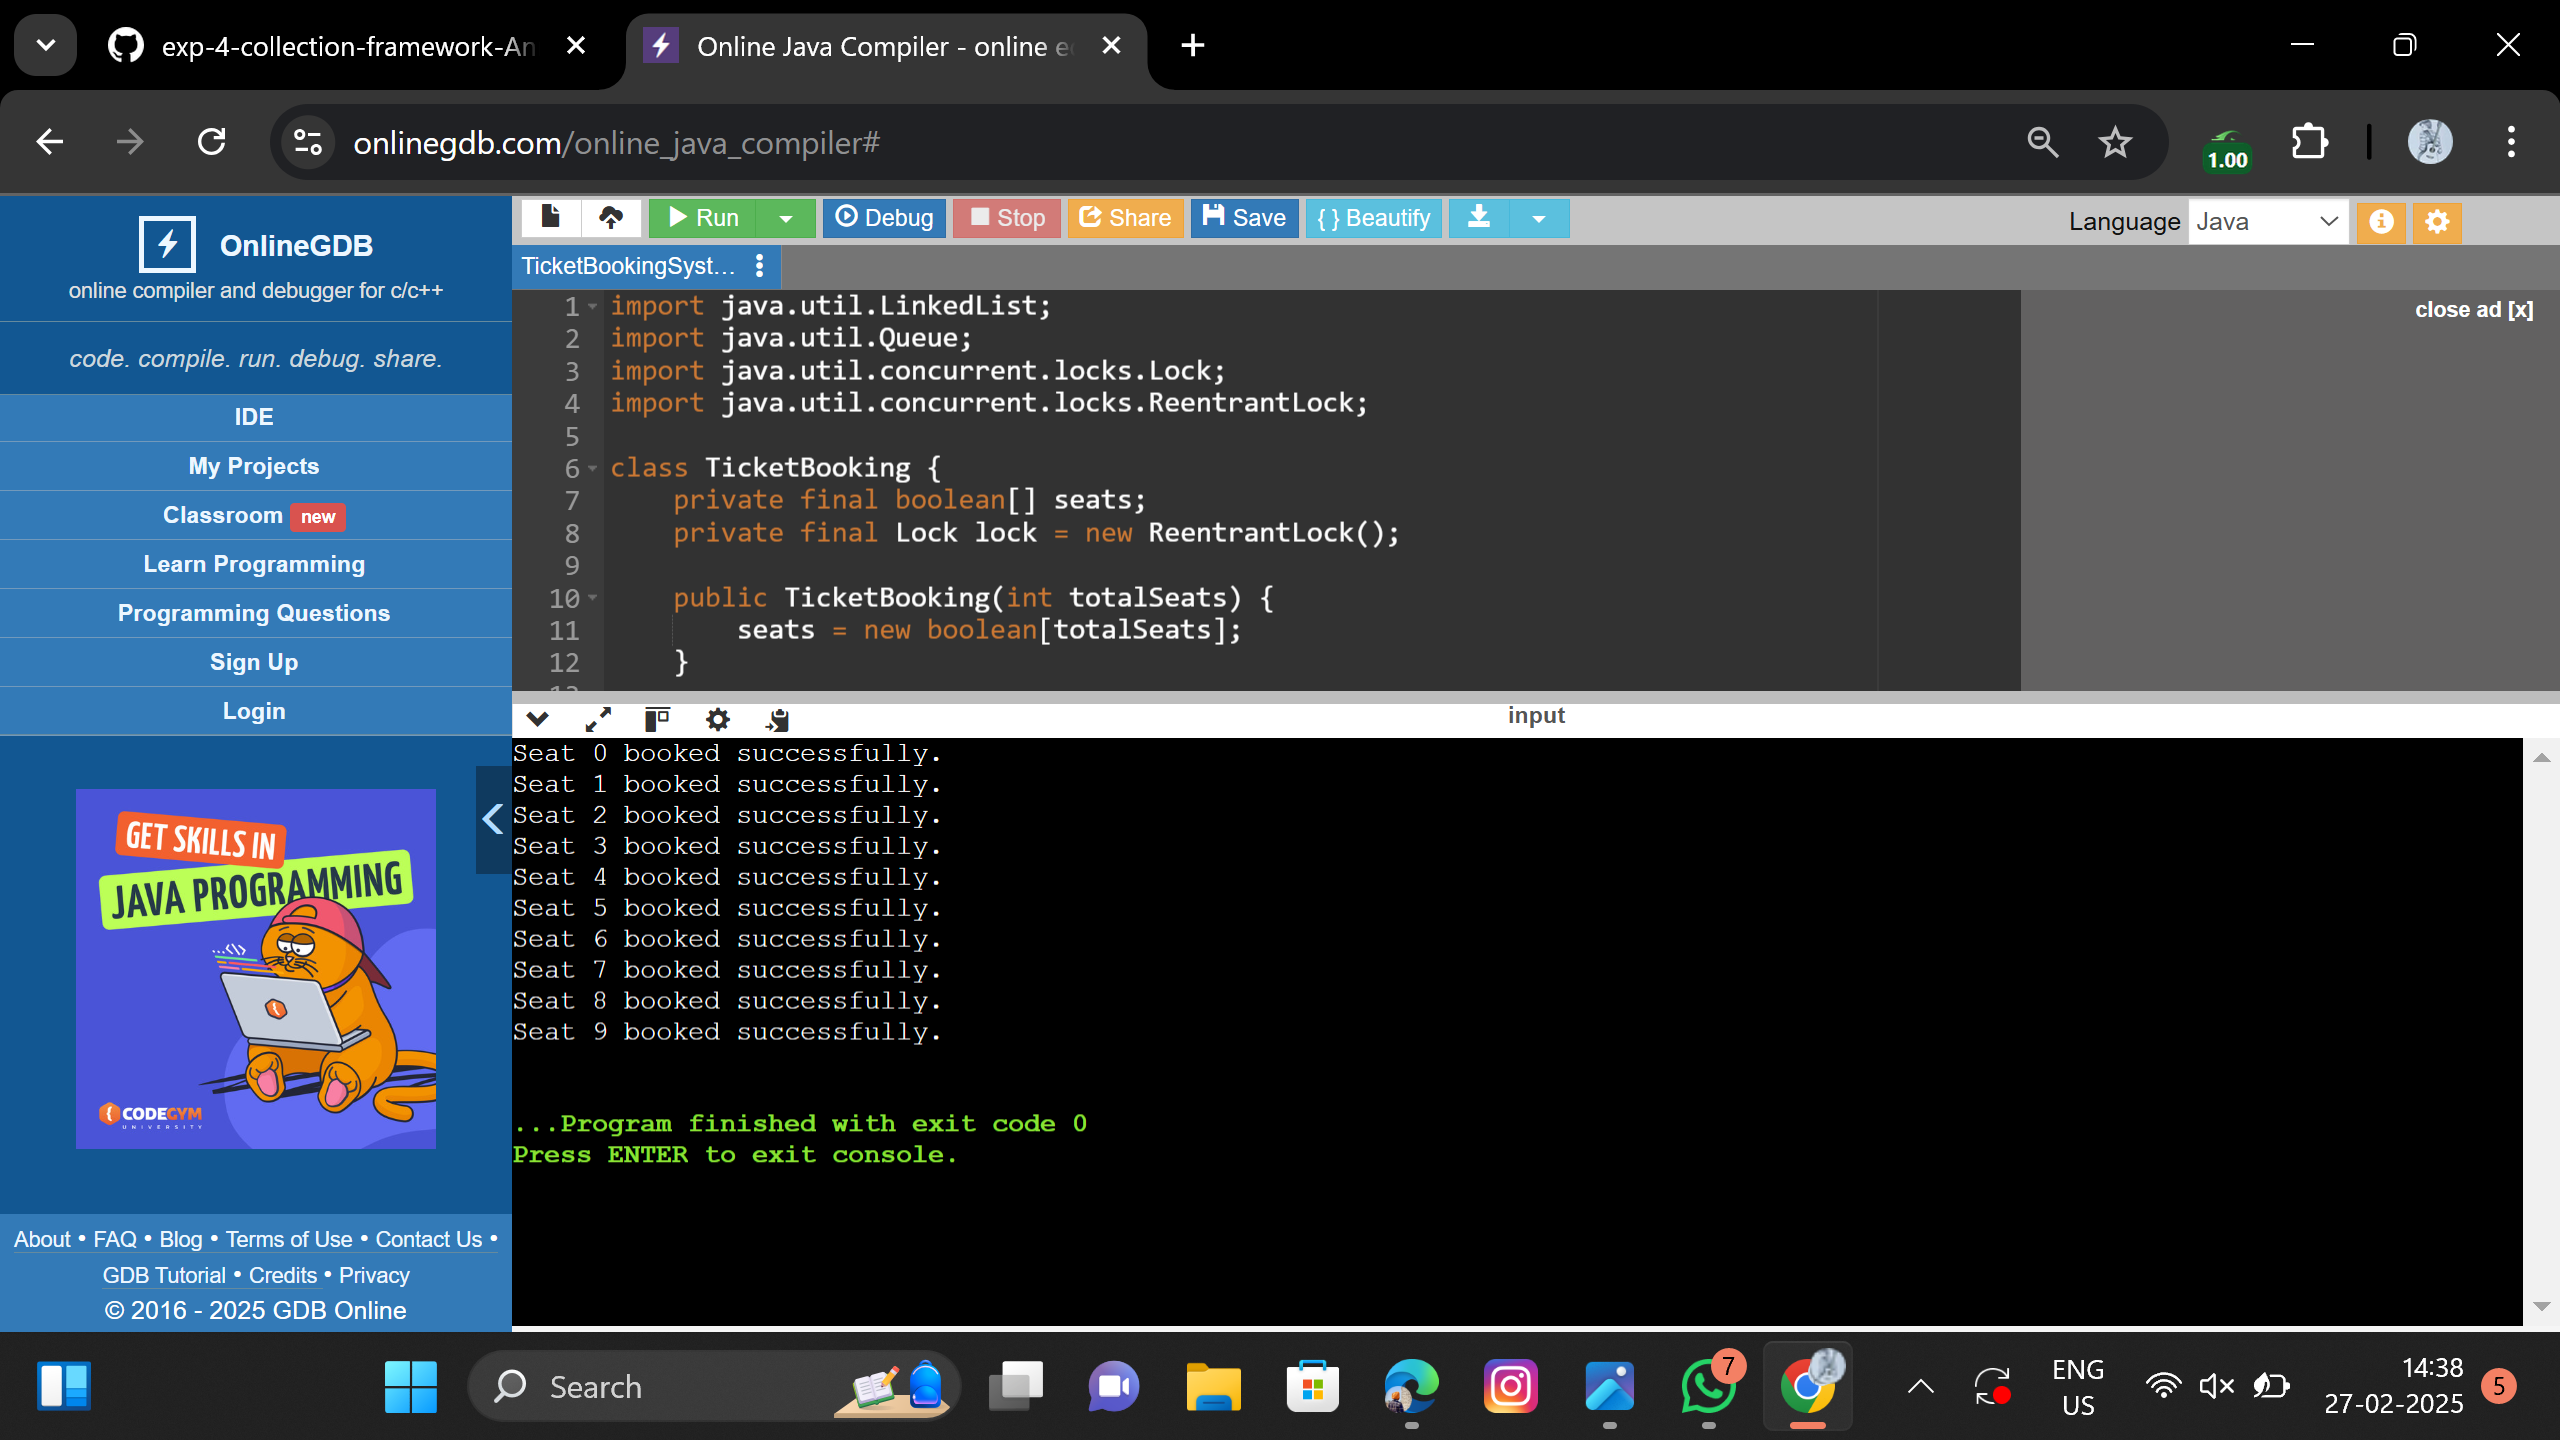 exp-4-collection-framework-An
Online Java Compiler - online e
onlinegdb.com/online_java_compiler#
1.00
OnlineGDB
online compiler and debugger for c/c++
code. compile. run. debug. share.
IDE
My Projects
Classroom new
Learn Programming
Programming Questions
Sign Up
Login
GET SKILLS IN
JAVA PROGRAMMING
CODEGYM
UNIVERSITY
About • FAQ • Blog • Terms of Use • Contact Us •
GDB Tutorial • Credits • Privacy
© 2016 - 2025 GDB Online
Run Debug Stop Share Save { } Beautify
Language Java
TicketBookingSyst...
close ad [x]
1 import java.util.LinkedList;
2 import java.util.Queue;
3 import java.util.concurrent.locks.Lock;
4 import java.util.concurrent.locks.ReentrantLock;
5
6 class TicketBooking {
7 private final boolean[] seats;
8 private final Lock lock = new ReentrantLock();
9
10 public TicketBooking(int totalSeats) {
11 seats = new boolean[totalSeats];
12 }
input
Seat 0 booked successfully.
Seat 1 booked successfully.
Seat 2 booked successfully.
Seat 3 booked successfully.
Seat 4 booked successfully.
Seat 5 booked successfully.
Seat 6 booked successfully.
Seat 7 booked successfully.
Seat 8 booked successfully.
Seat 9 booked successfully.
...Program finished with exit code 0
Press ENTER to exit console.
Search
7
ENG
US
14:38
27-02-2025
5